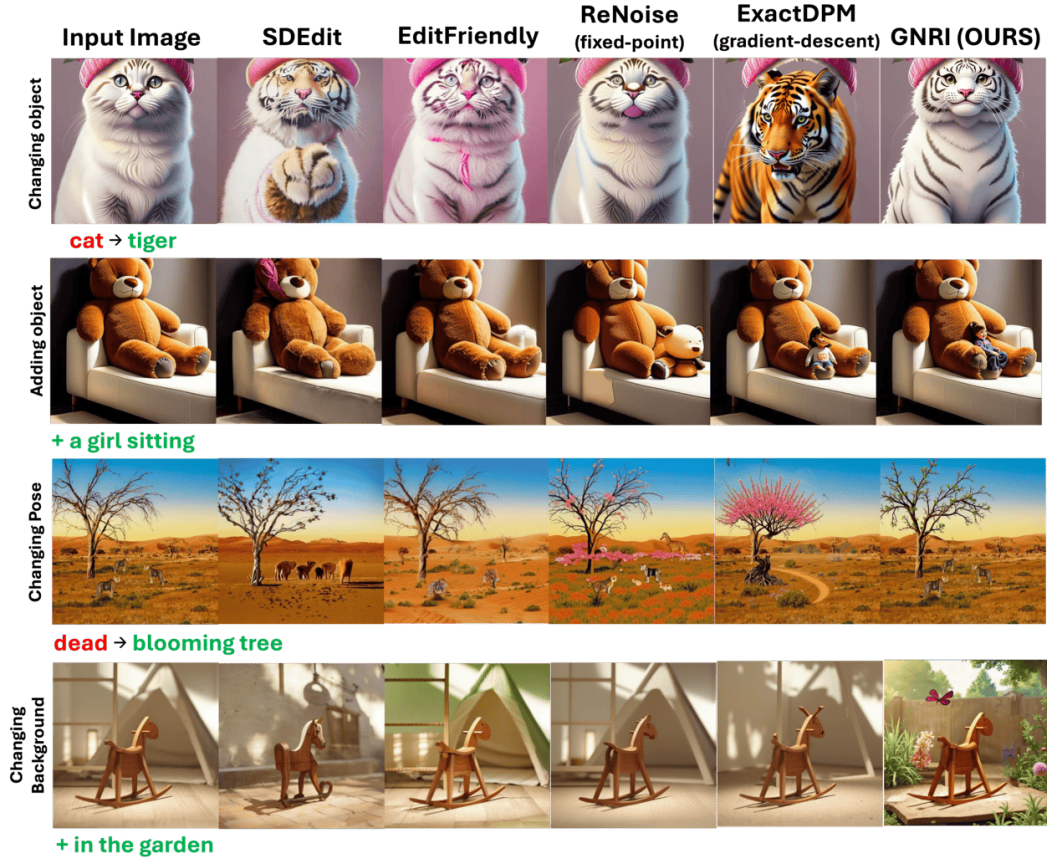 Input Image
SDEdit
EditFriendly
ReNoise
(fixed-point)
ExactDPM
(gradient-descent)
GNRI (OURS)
Changing object
cat → tiger
Adding object
+ a girl sitting
Changing Pose
dead → blooming tree
Changing
Background
+ in the garden